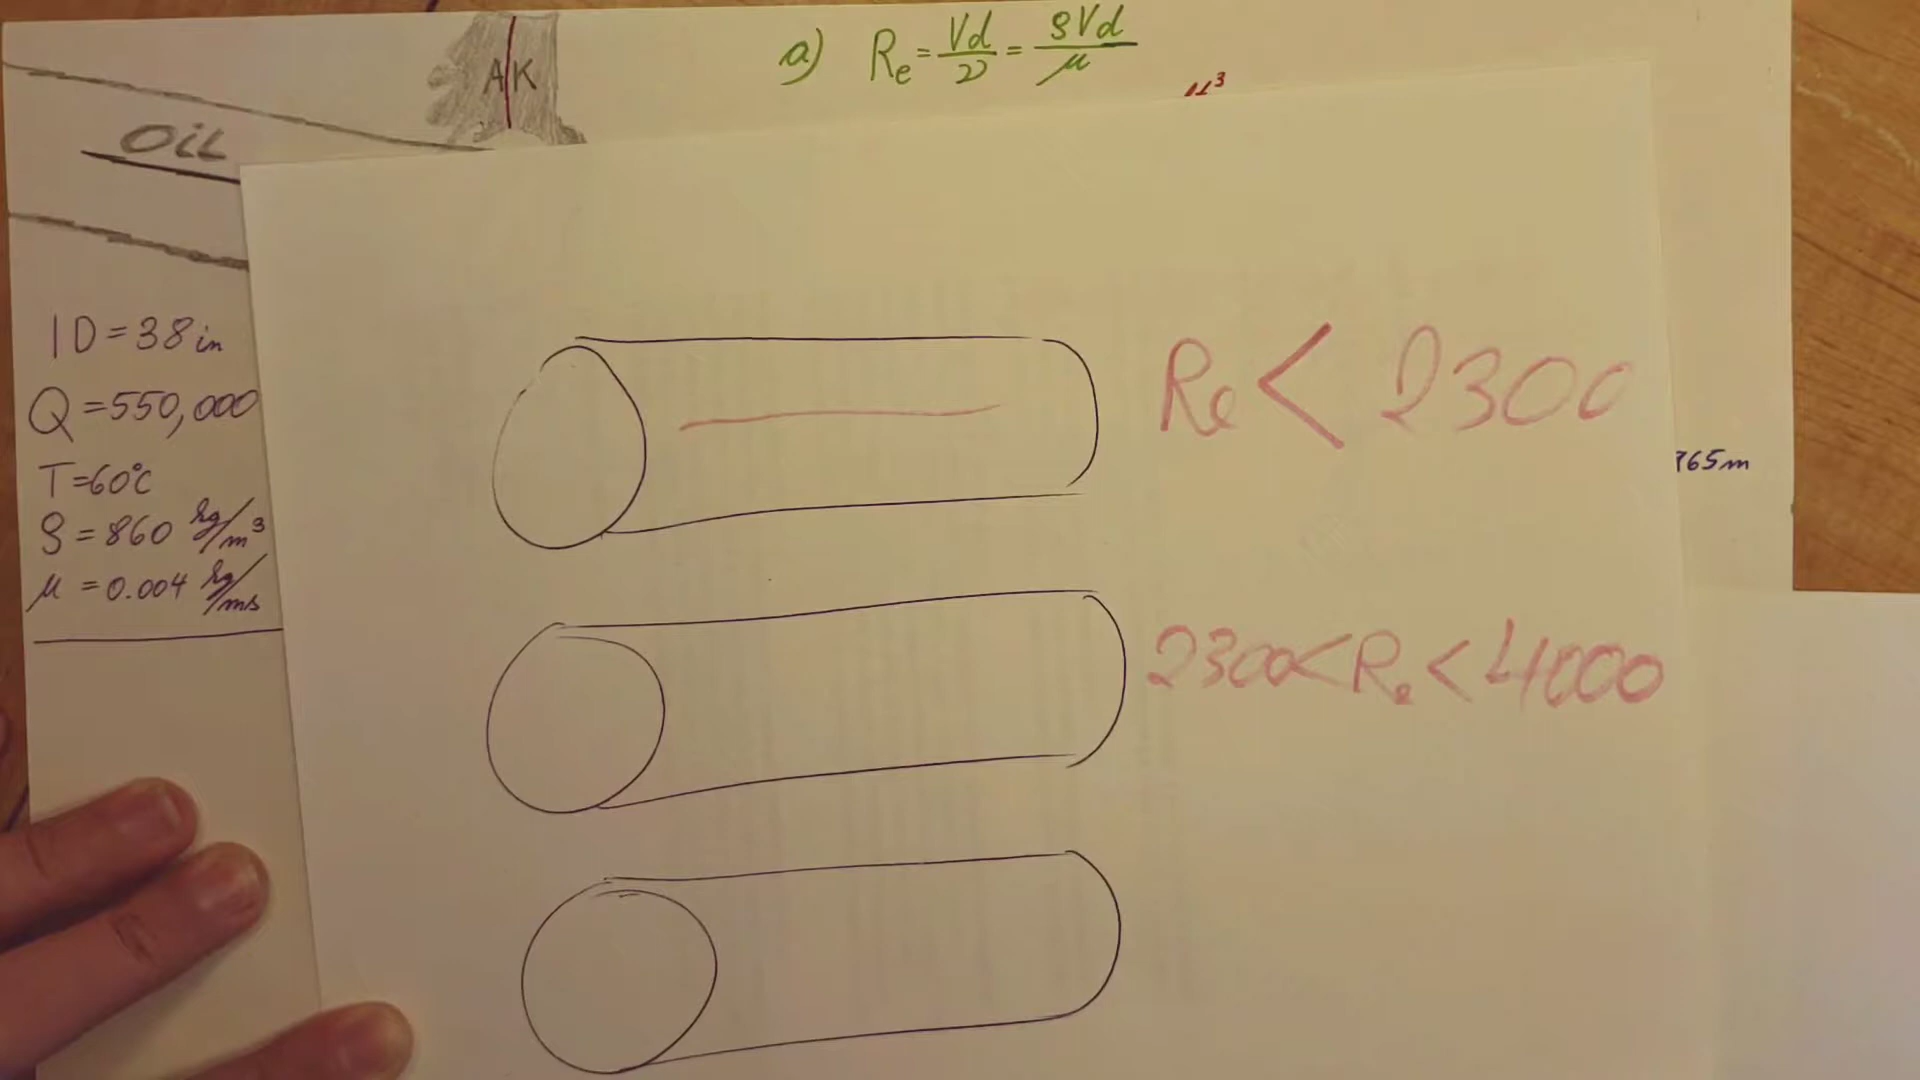 a) Re = Vd/ν = ρVd/μ
A|K
OIL
ID = 38 in
Q = 550,000
T = 60°C
ρ = 860 kg/m³
μ = 0.004 kg/ms
Re < 2300
65m
2300 < Re < 4000